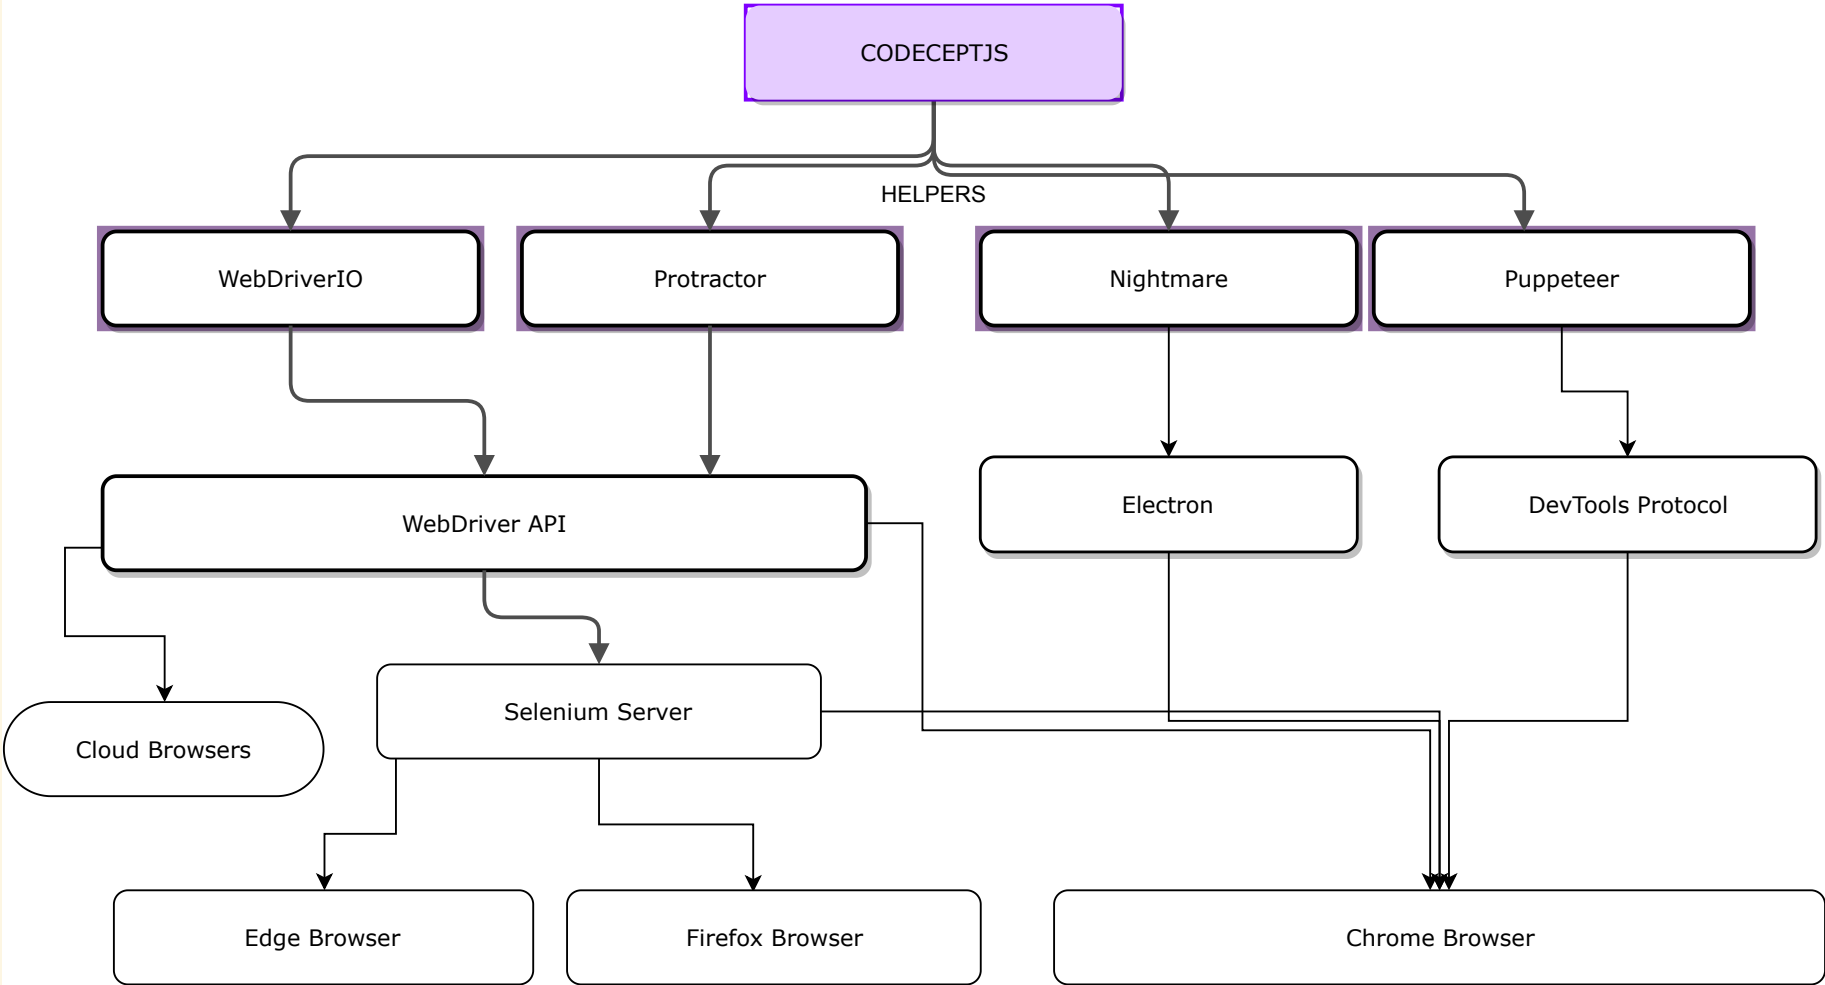 CODECEPTJS
HELPERS
WebDriverIO
Protractor
Nightmare
Puppeteer
WebDriver API
Electron
DevTools Protocol
Selenium Server
Cloud Browsers
Edge Browser
Firefox Browser
Chrome Browser